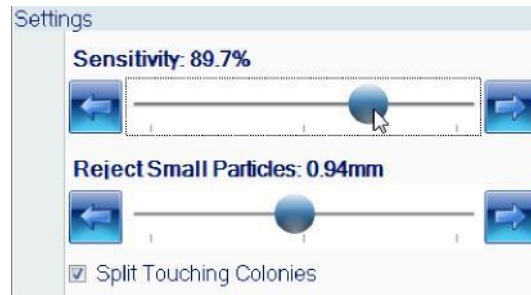 Settings
Sensitivity: 89.7%
Reject Small Particles: 0.94mm
Split Touching Colonies